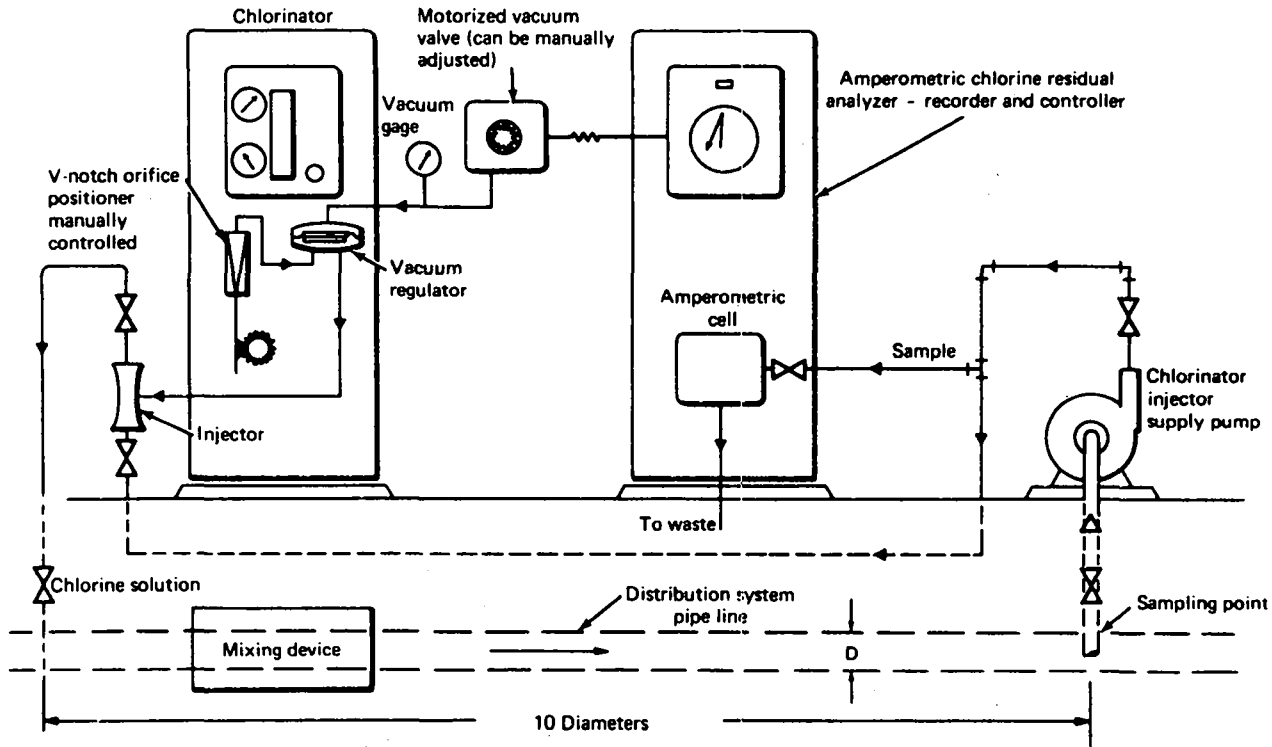 Chlorinator
Motorized vacuum
valve (can be manually
adjusted)
Amperometric chlorine residual
analyzer - recorder and controller
Vacuum
gage
V-notch orifice
positioner
manually
controlled
Vacuum
regulator
Amperometric
cell
Sample
Chlorinator
injector
supply pump
Injector
To waste
Chlorine solution
Distribution system
pipe line
Sampling point
Mixing device
D
10 Diameters